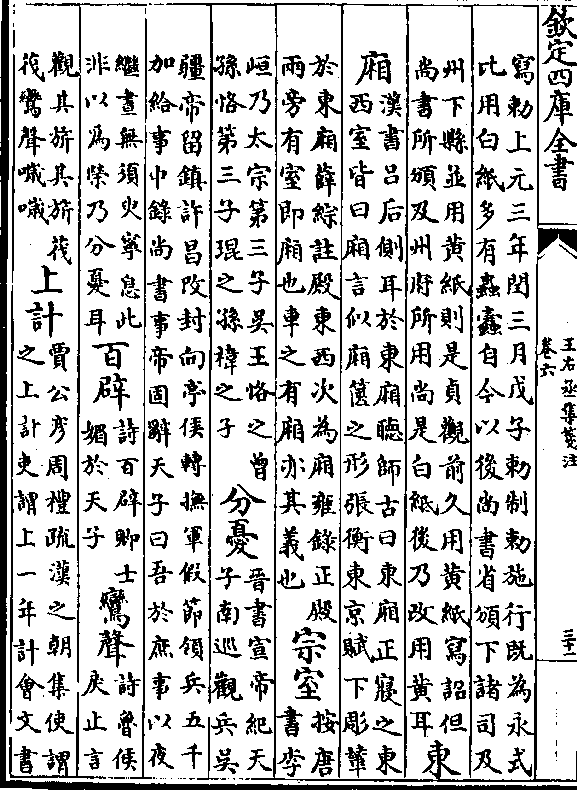 欽定四庫全書
王右丞集箋注
卷六
寫勅上元三年閏三月戊子勅制勅施行既為永式
比用白紙多有蟲蠹自今以後尚書省頒下諸司及
州下縣並用黄紙則是貞觀前久用黄紙寫詔但
尚書所頒及州府所用尚是白紙後乃改用黄耳
東
廂
漢書吕后側耳於東廂聽師古曰東廂正寢之東
西室皆曰廂言似廂篋之形張衡東京賦下彫輦
於東廂薛綜註殿東西次為廂雍録正殿
兩旁有室即廂也車之有廂亦其義也
宗室
按唐
書李
峘乃太宗第三子吴王恪之曾
孫恪第三子琨之孫禕之子
分憂
晉書宣帝紀天
子南巡觀兵吴
疆帝留鎮許昌改封向亭侯轉撫軍假節領兵五千
加給事中録尚書事帝固辭天子曰吾於庶事以夜
繼晝無須臾寧息此
非以為榮乃分憂耳
百辟
詩百辟卿士
媚於天子
鸞聲
詩魯侯
戾止言
觀其旂其旂筏
筏鸞聲噦噦
上計
賈公彦周禮疏漢之朝集使謂
之上計吏謂上一年計會文書